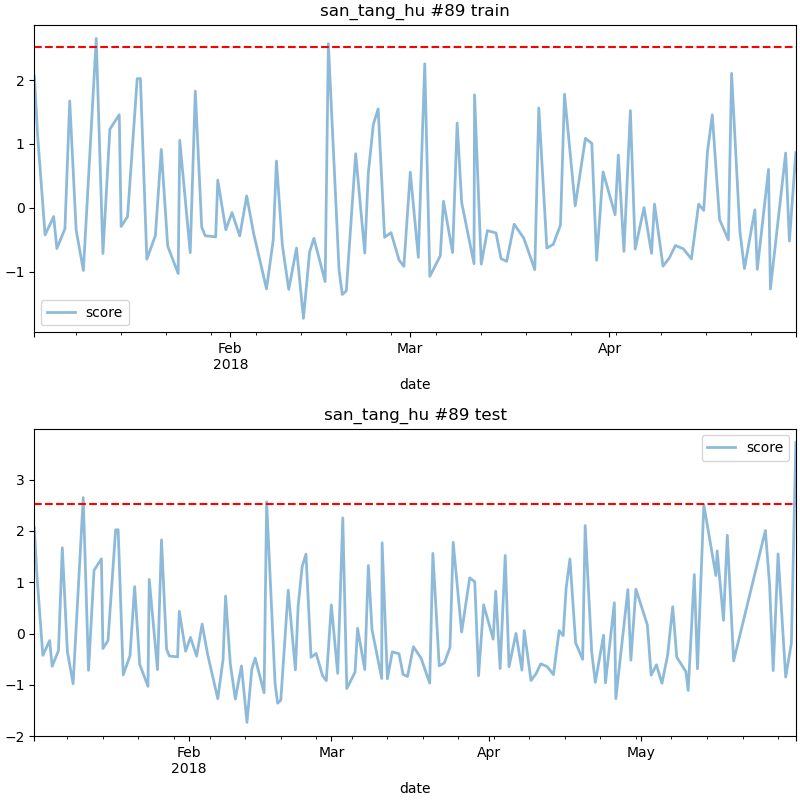 san_tang_hu #89 train
2
1
0
−1
score
Feb
2018
Mar
Apr
date
san_tang_hu #89 test
score
3
2
1
0
−1
−2
Feb
2018
Mar
Apr
May
date